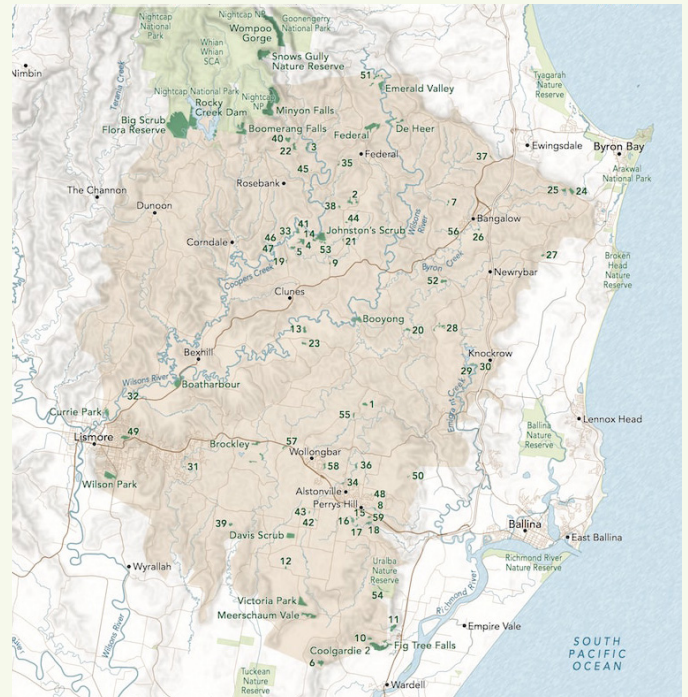 Nightcap
National
Park
Nightcap NP
Goonengerry
National Park
Wompoo
Gorge
Whian
Whian
SCA
Snows Gully
Nature Reserve
Nimbin
Terania Creek
51
Emerald Valley
Tyagarah
Nature
Reserve
Nightcap National Park
Rocky
Creek Dam
Nightcap
NP
Minyon Falls
Big Scrub
Flora Reserve
Boomerang Falls
Federal
De Heer
40
22
3
Federal
35
45
Ewingsdale
Byron Bay
37
Arakwal
National Park
Rosebank
The Channon
Dunoon
2
38
7
25
24
44
Wilsons
River
Bangalow
41
33
14
Johnston's Scrub
46
Corndale
47
4
5
53
21
56
26
19
9
Coopers Creek
Byron Creek
52
Newrybar
27
Broken
Head
Nature
Reserve
Clunes
Booyong
13
23
20
28
Bexhill
Knockrow
29
30
Wilsons River
Boatharbour
32
Emigrant C
Currie Park
1
55
Lismore
49
Brockley
57
Wollongbar
Ballina
Nature
Reserve
Lennox Head
31
58
36
50
Wilson Park
34
Alstonville
48
Perrys Hill
8
43
15
59
39
42
16
17
18
Davis Scrub
Ballina
East Ballina
12
Uralba
Nature
Reserve
Richmond River
Nature Reserve
Wyrallah
54
Victoria Park
Meerschaum Vale
Richmond River
11
Empire Vale
Wilsons River
10
Coolgardie 2
Fig Tree Falls
6
SOUTH
PACIFIC
OCEAN
Tuckean
Nature
Reserve
Wardell